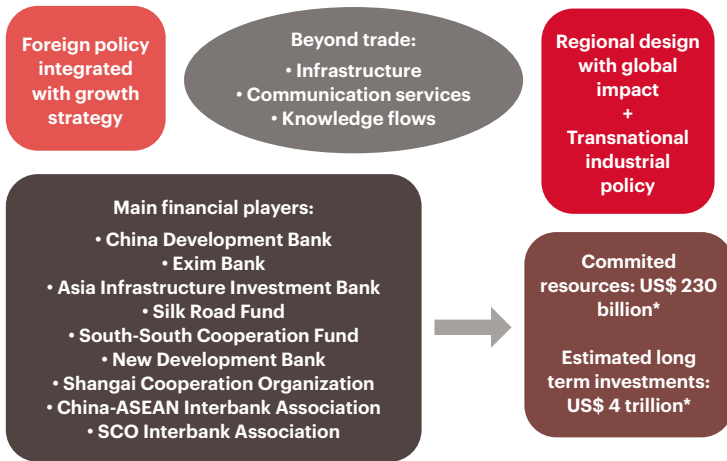 Foreign policy
integrated
with growth
strategy
Beyond trade:
• Infrastructure
• Communication services
• Knowledge flows
Regional design
with global
impact
+
Transnational
industrial
policy
Main financial players:
• China Development Bank
• Exim Bank
• Asia Infrastructure Investment Bank
• Silk Road Fund
• South-South Cooperation Fund
• New Development Bank
• Shangai Cooperation Organization
• China-ASEAN Interbank Association
• SCO Interbank Association
Commited
resources: US$ 230
billion*
Estimated long
term investments:
US$ 4 trillion*